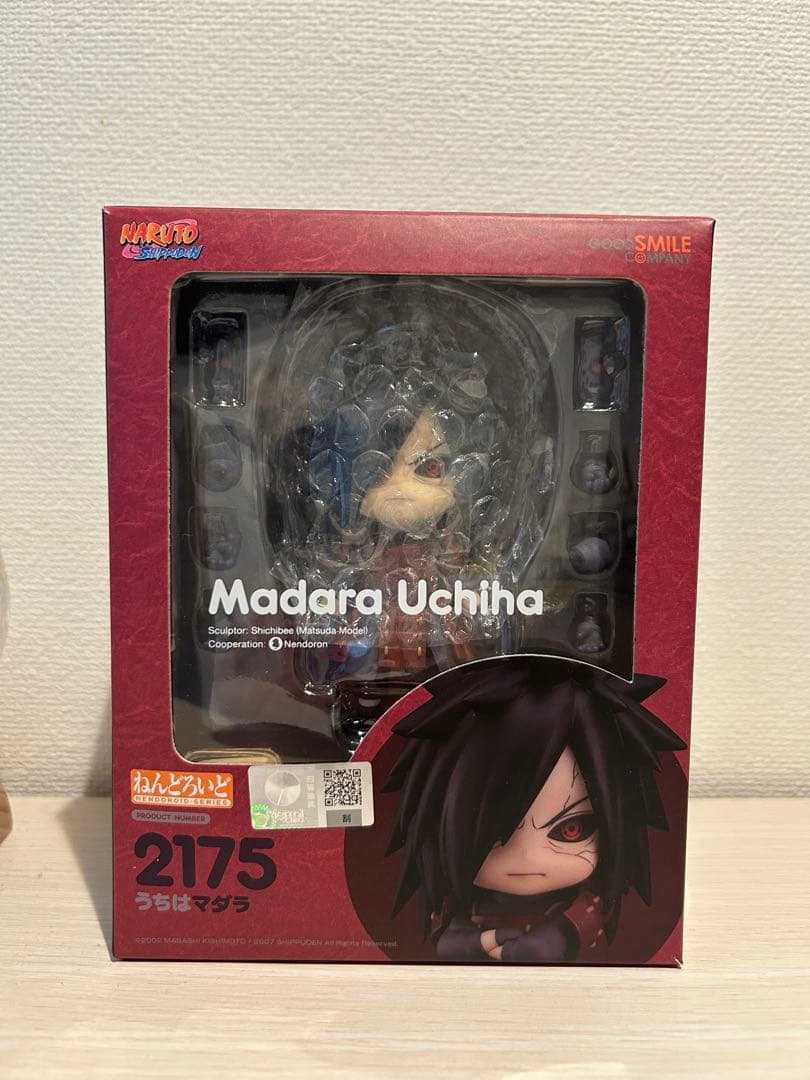 NARUTO
SHIPPUDEN
GOOD SMILE
COMPANY
Madara Uchiha
Sculptor: Shichibee (Matsuda Model)
Cooperation: Nendoron
ねんどろいど
NENDOROID-SERIES
PRODUCT NUMBER
2175
うちはマダラ
刮
©2002 MASASHI KISHIMOTO / 2007 SHIPPUDEN All Rights Reserved.